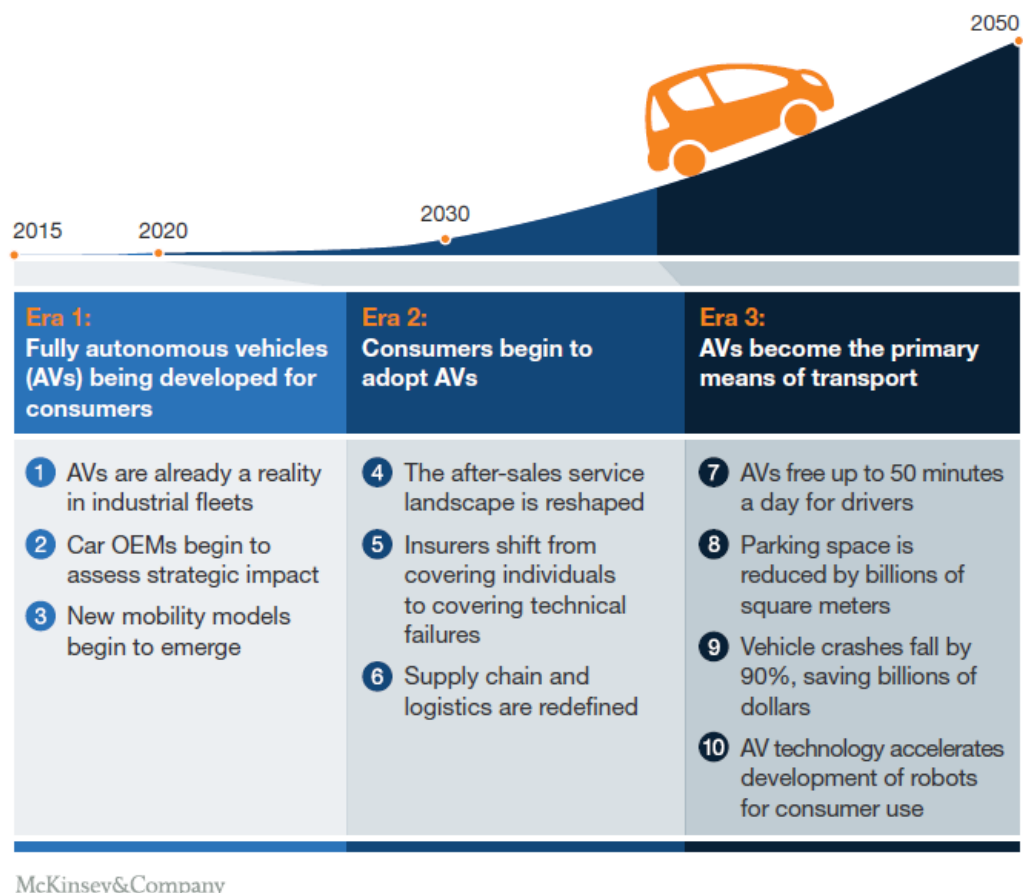 2050
2030
2015
2020
Era 1:
Fully autonomous vehicles
(AVs) being developed for
consumers
1 AVs are already a reality
in industrial fleets
2 Car OEMs begin to
assess strategic impact
3 New mobility models
begin to emerge
Era 2:
Consumers begin to
adopt AVs
4 The after-sales service
landscape is reshaped
5 Insurers shift from
covering individuals
to covering technical
failures
6 Supply chain and
logistics are redefined
Era 3:
AVs become the primary
means of transport
7 AVs free up to 50 minutes
a day for drivers
8 Parking space is
reduced by billions of
square meters
9 Vehicle crashes fall by
90%, saving billions of
dollars
10 AV technology accelerates
development of robots
for consumer use
McKinsey&Company